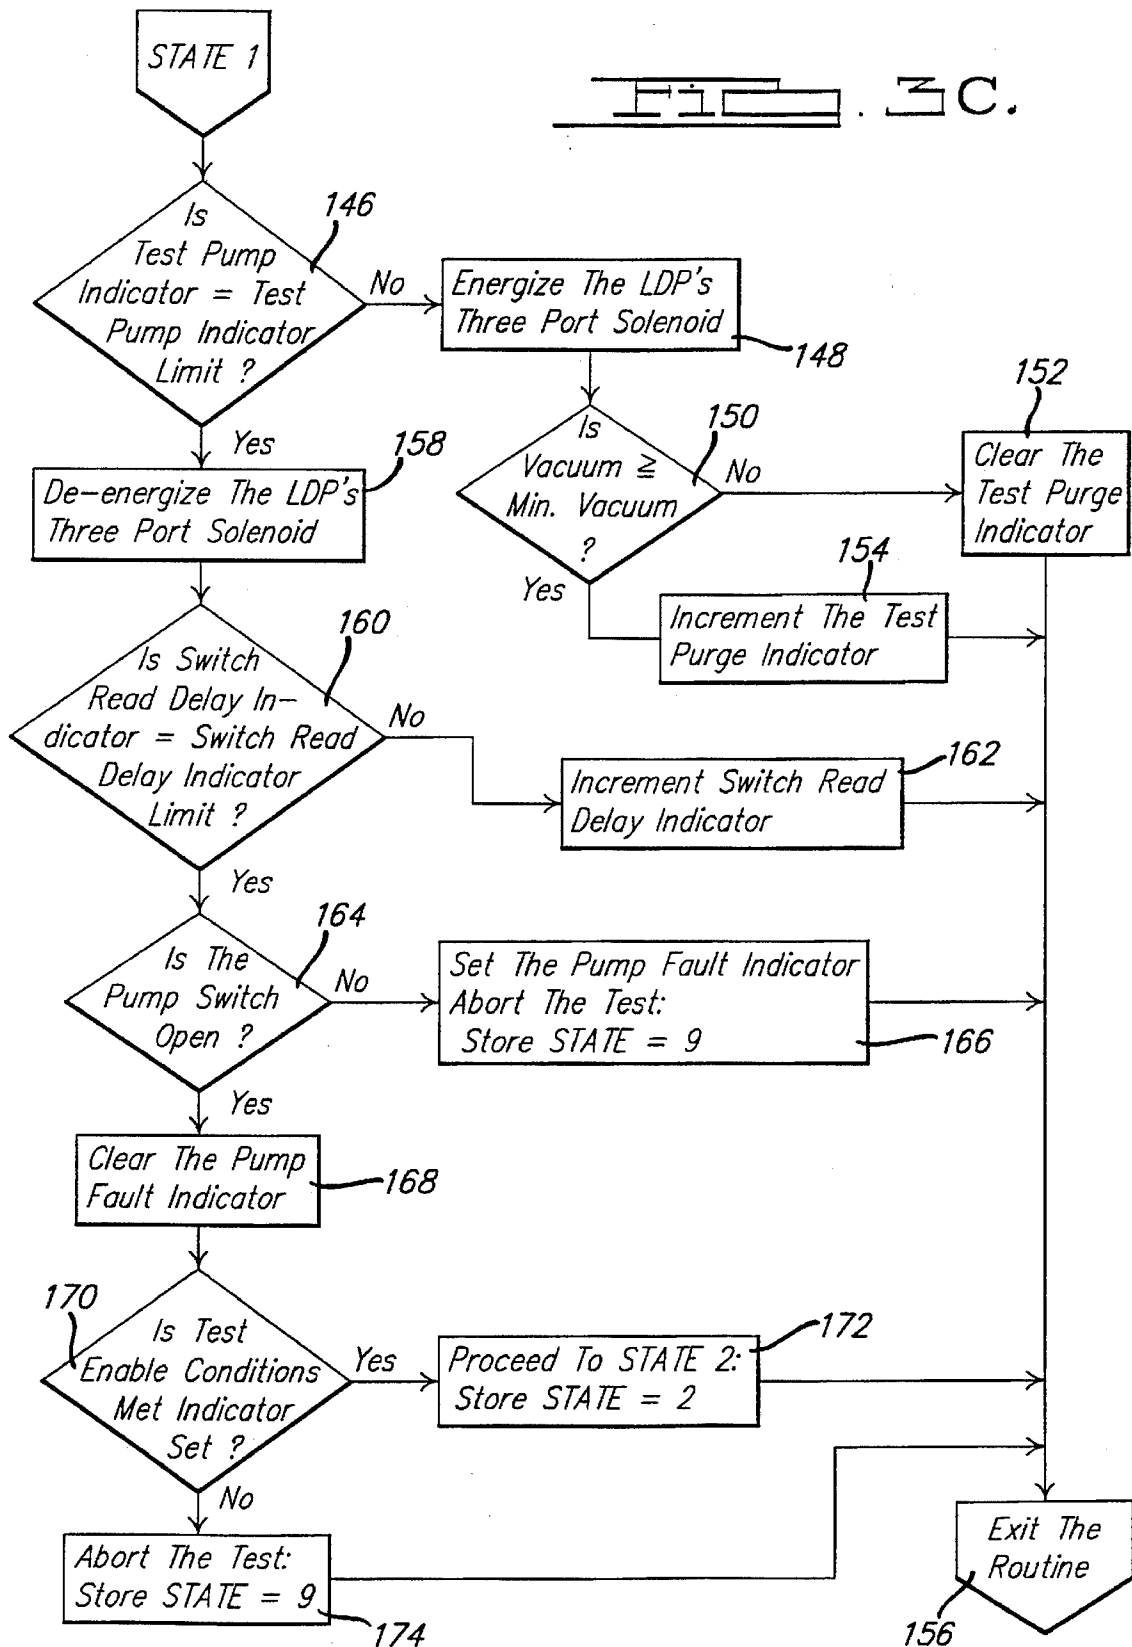 STATE 1
FIG. 3C.
146
Is
Test Pump
Indicator = Test
Pump Indicator
Limit ?
No
Energize The LDP's
Three Port Solenoid
148
Yes
158
De-energize The LDP's
Three Port Solenoid
150
Is
Vacuum ≧
Min. Vacuum
?
No
152
Clear The
Test Purge
Indicator
Yes
154
Increment The Test
Purge Indicator
160
Is Switch
Read Delay In-
dicator = Switch Read
Delay Indicator
Limit ?
No
162
Increment Switch Read
Delay Indicator
Yes
164
Is The
Pump Switch
Open ?
No
Set The Pump Fault Indicator
Abort The Test:
Store STATE = 9
166
Yes
Clear The Pump
Fault Indicator
168
170
Is Test
Enable Conditions
Met Indicator
Set ?
Yes
Proceed To STATE 2:
Store STATE = 2
172
No
Abort The Test:
Store STATE = 9
174
Exit The
Routine
156